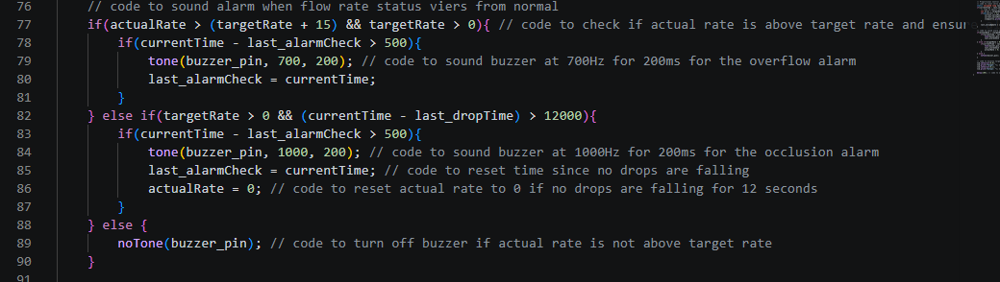 76 // code to sound alarm when flow rate status viers from normal
77 if(actualRate > (targetRate + 15) && targetRate > 0){ // code to check if actual rate is above target rate and ensur
78 if(currentTime - last_alarmCheck > 500){
79 tone(buzzer_pin, 700, 200); // code to sound buzzer at 700Hz for 200ms for the overflow alarm
80 last_alarmCheck = currentTime;
81 }
82 } else if(targetRate > 0 && (currentTime - last_dropTime) > 12000){
83 if(currentTime - last_alarmCheck > 500){
84 tone(buzzer_pin, 1000, 200); // code to sound buzzer at 1000Hz for 200ms for the occlusion alarm
85 last_alarmCheck = currentTime; // code to reset time since no drops are falling
86 actualRate = 0; // code to reset actual rate to 0 if no drops are falling for 12 seconds
87 }
88 } else {
89 noTone(buzzer_pin); // code to turn off buzzer if actual rate is not above target rate
90 }
91